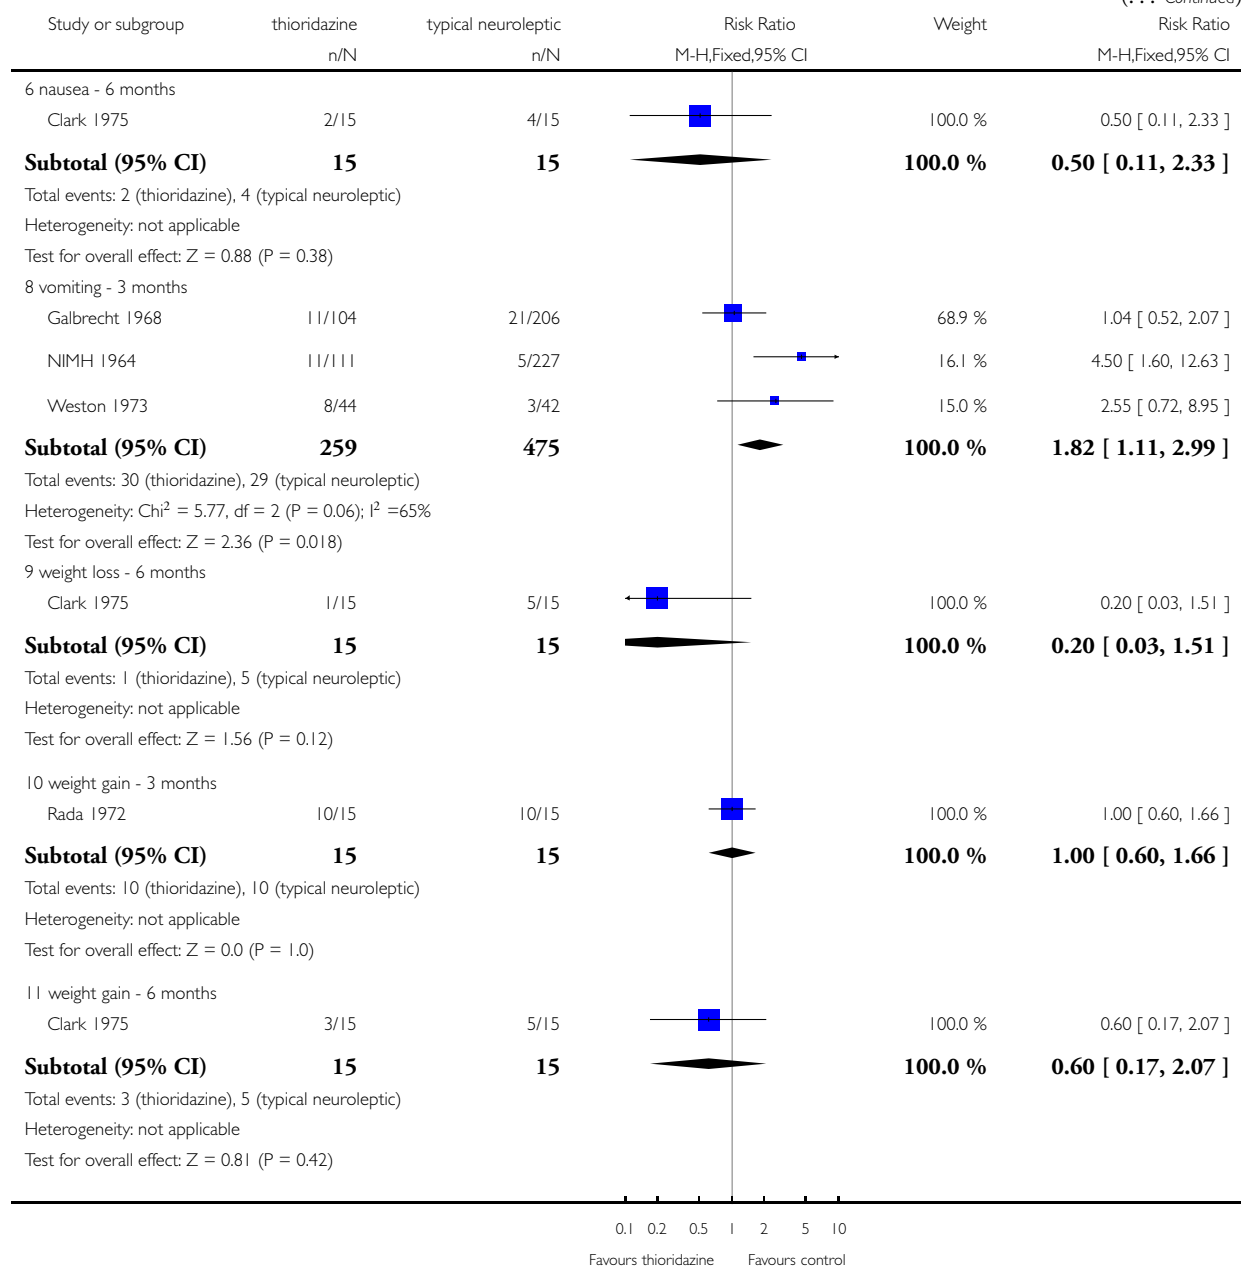 (. . . Continued)
Study or subgroup thioridazine typical neuroleptic Risk Ratio Weight Risk Ratio
n/N n/N M-H,Fixed,95% CI M-H,Fixed,95% CI
6 nausea - 6 months
Clark 1975 2/15 4/15 100.0 % 0.50 [ 0.11, 2.33 ]
Subtotal (95% CI) 15 15 100.0 % 0.50 [ 0.11, 2.33 ]
Total events: 2 (thioridazine), 4 (typical neuroleptic)
Heterogeneity: not applicable
Test for overall effect: Z = 0.88 (P = 0.38)
8 vomiting - 3 months
Galbrecht 1968 11/104 21/206 68.9 % 1.04 [ 0.52, 2.07 ]
NIMH 1964 11/111 5/227 16.1 % 4.50 [ 1.60, 12.63 ]
Weston 1973 8/44 3/42 15.0 % 2.55 [ 0.72, 8.95 ]
Subtotal (95% CI) 259 475 100.0 % 1.82 [ 1.11, 2.99 ]
Total events: 30 (thioridazine), 29 (typical neuroleptic)
Heterogeneity: Chi² = 5.77, df = 2 (P = 0.06); I² =65%
Test for overall effect: Z = 2.36 (P = 0.018)
9 weight loss - 6 months
Clark 1975 1/15 5/15 100.0 % 0.20 [ 0.03, 1.51 ]
Subtotal (95% CI) 15 15 100.0 % 0.20 [ 0.03, 1.51 ]
Total events: 1 (thioridazine), 5 (typical neuroleptic)
Heterogeneity: not applicable
Test for overall effect: Z = 1.56 (P = 0.12)
10 weight gain - 3 months
Rada 1972 10/15 10/15 100.0 % 1.00 [ 0.60, 1.66 ]
Subtotal (95% CI) 15 15 100.0 % 1.00 [ 0.60, 1.66 ]
Total events: 10 (thioridazine), 10 (typical neuroleptic)
Heterogeneity: not applicable
Test for overall effect: Z = 0.0 (P = 1.0)
11 weight gain - 6 months
Clark 1975 3/15 5/15 100.0 % 0.60 [ 0.17, 2.07 ]
Subtotal (95% CI) 15 15 100.0 % 0.60 [ 0.17, 2.07 ]
Total events: 3 (thioridazine), 5 (typical neuroleptic)
Heterogeneity: not applicable
Test for overall effect: Z = 0.81 (P = 0.42)
0.1 0.2 0.5 1 2 5 10
Favours thioridazine Favours control